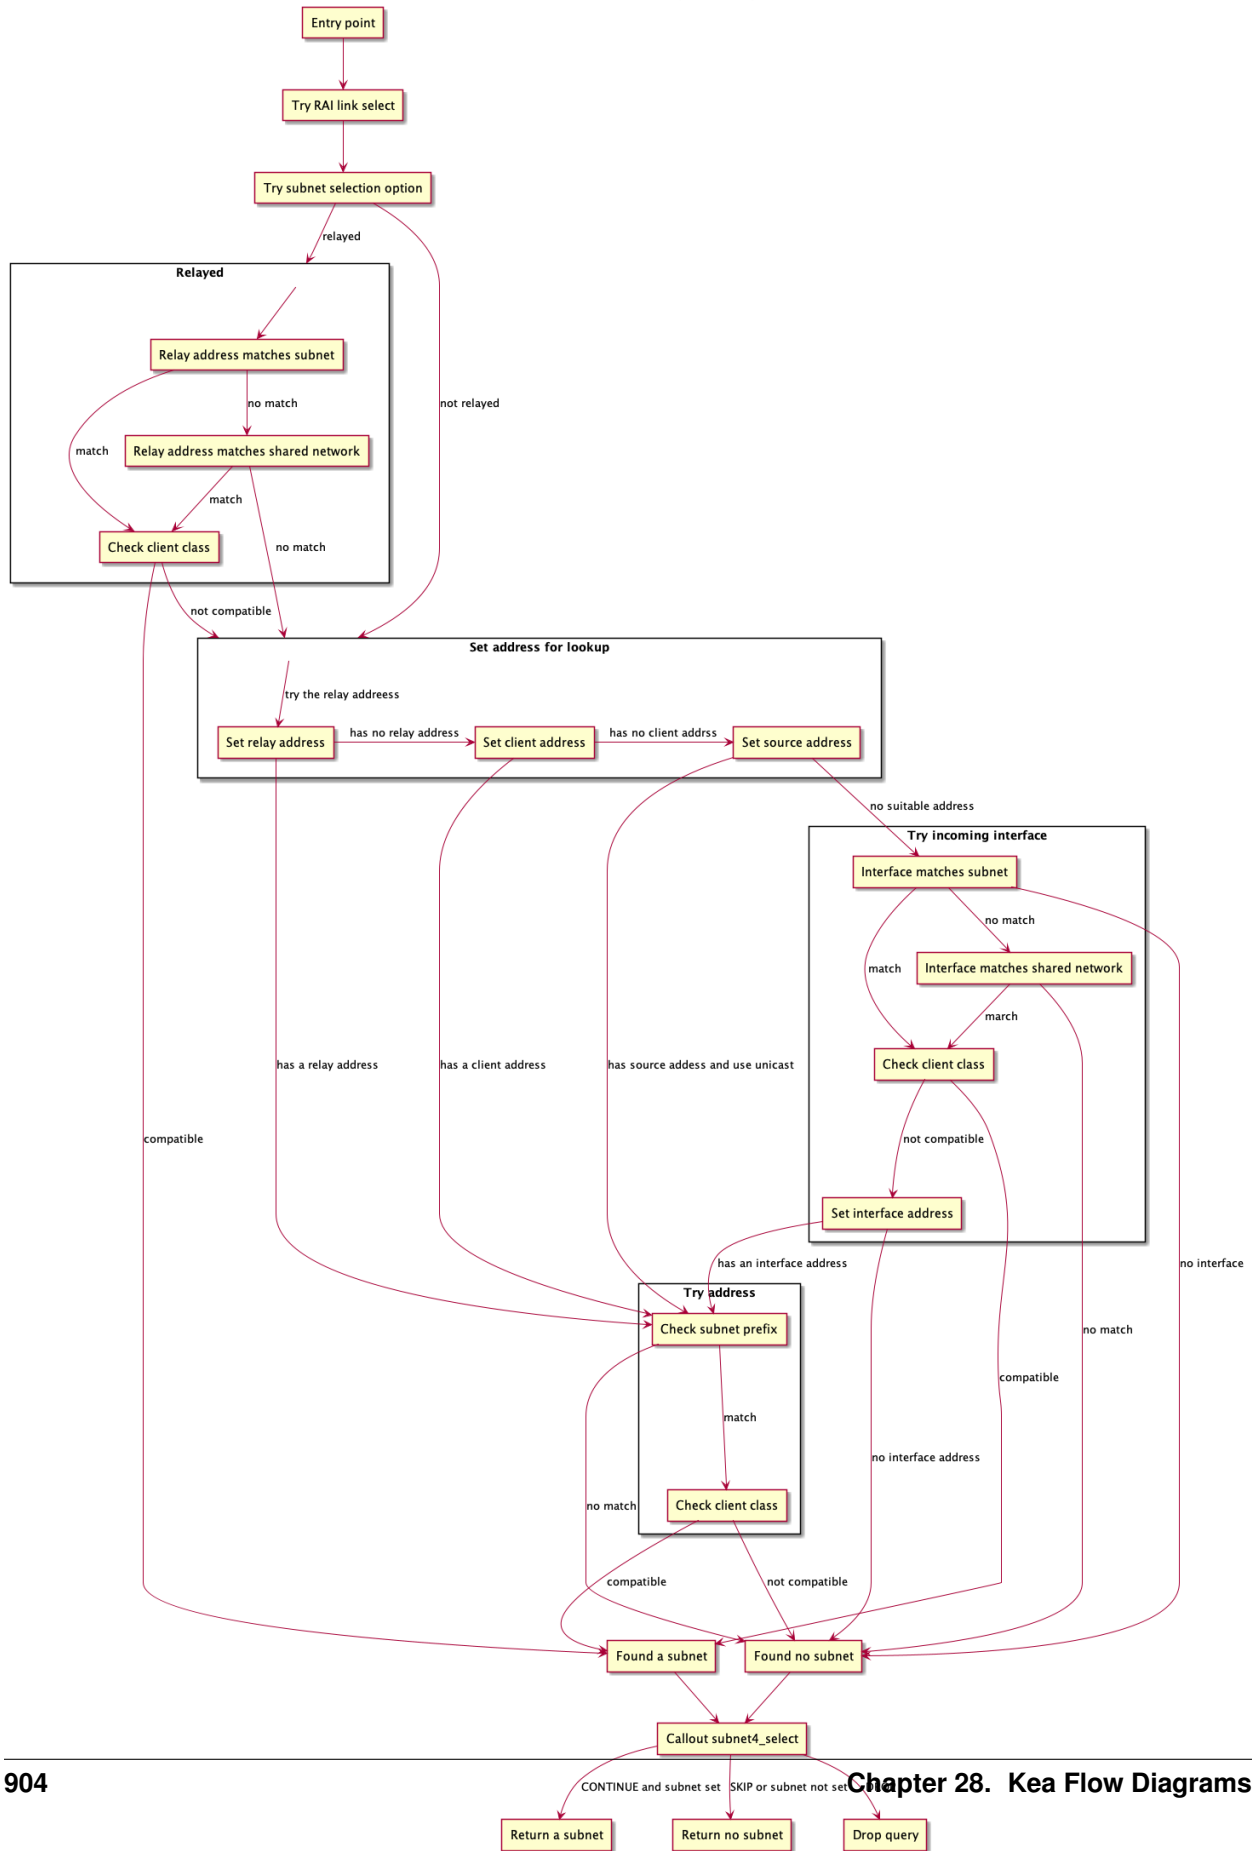 Entry point
Try RAI link select
Try subnet selection option
relayed
Relayed
Relay address matches subnet
no match
not relayed
match
Relay address matches shared network
match
Check client class
no match
not compatible
Set address for lookup
try the relay addreess
Set relay address
has no relay address
Set client address
has no client addrss
Set source address
no suitable address
Try incoming interface
Interface matches subnet
no match
match
Interface matches shared network
march
Check client class
has a relay address
has a client address
has source addess and use unicast
compatible
not compatible
Set interface address
has an interface address
no interface
Try address
Check subnet prefix
no match
compatible
match
no interface address
no match
Check client class
compatible
not compatible
Found a subnet
Found no subnet
Callout subnet4_select
904
Chapter 28. Kea Flow Diagrams
CONTINUE and subnet set
SKIP or subnet not set
Return a subnet
Return no subnet
Drop query